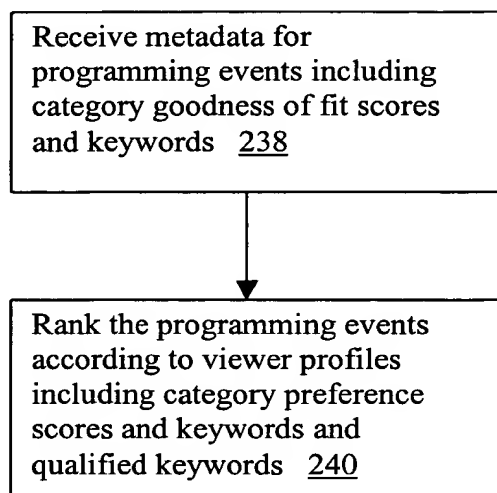 Receive metadata for
programming events including
category goodness of fit scores
and keywords 238
Rank the programming events
according to viewer profiles
including category preference
scores and keywords and
qualified keywords 240